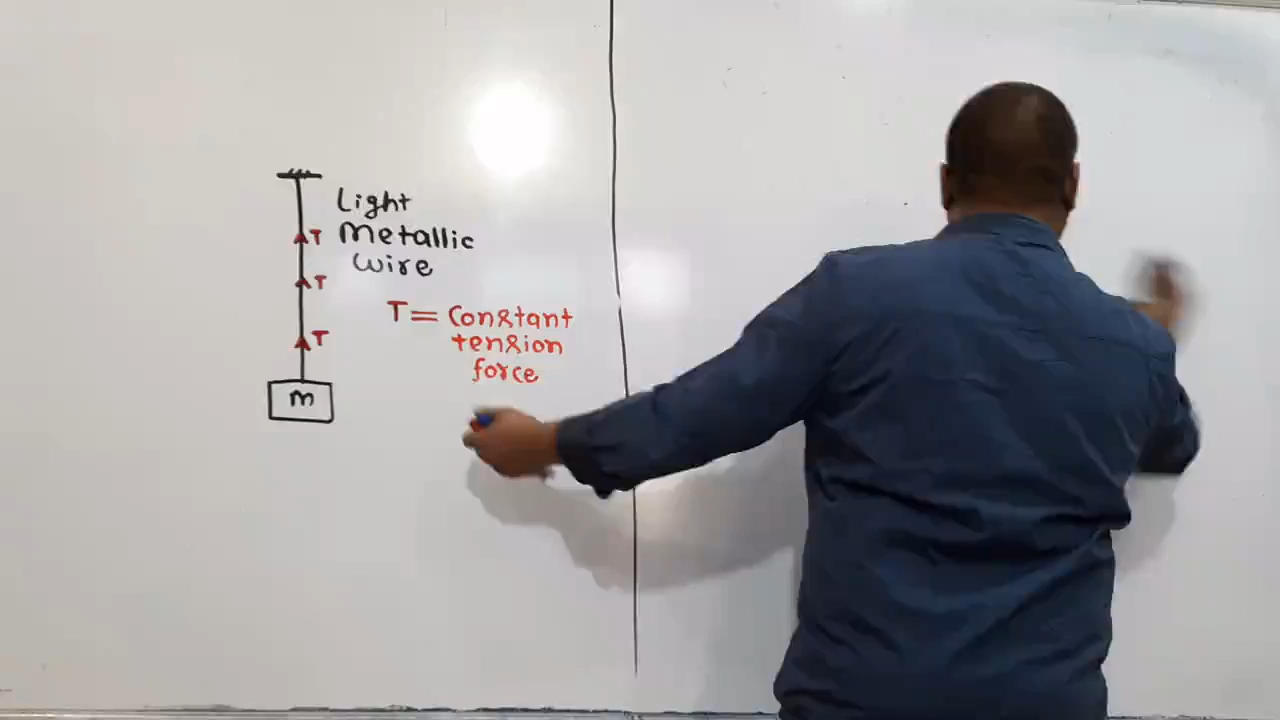 Light
T Metallic
wire
T
T = Constant
tension
T
force
m